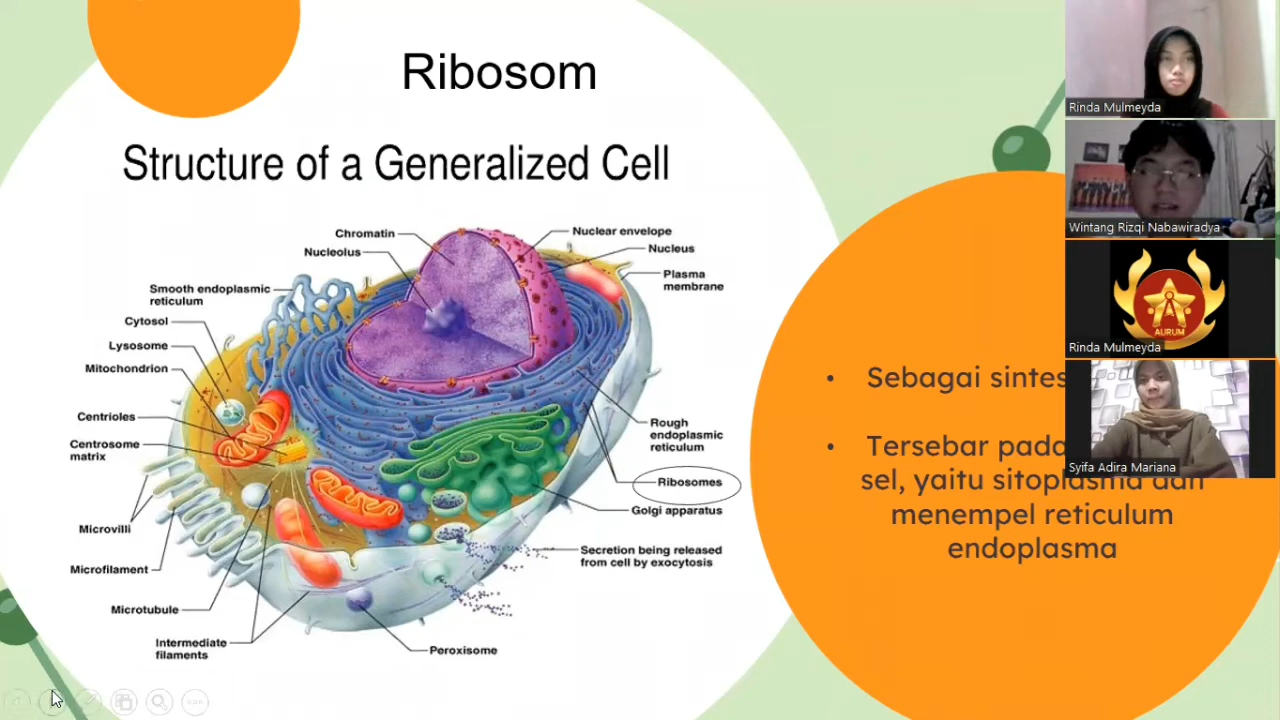 Ribosom
Structure of a Generalized Cell
Chromatin
Nucleolus
Smooth endoplasmic
reticulum
Cytosol
Lysosome
Mitochondrion
Centrioles
Centrosome
matrix
Microvilli
Microfilament
Microtubule
Intermediate
filaments
Nuclear envelope
Nucleus
Plasma
membrane
Rough
endoplasmic
reticulum
Ribosomes
Golgi apparatus
Secretion being released
from cell by exocytosis
Peroxisome
• Sebagai
• Tersebar pada
sel, yaitu sitoplasma dan
menempel reticulum
endoplasma
Rinda Mulmeyda
Wintang Rizqi Nabawiradya
AURUM
Rinda Mulmeyda
Syifa Adira Mariana